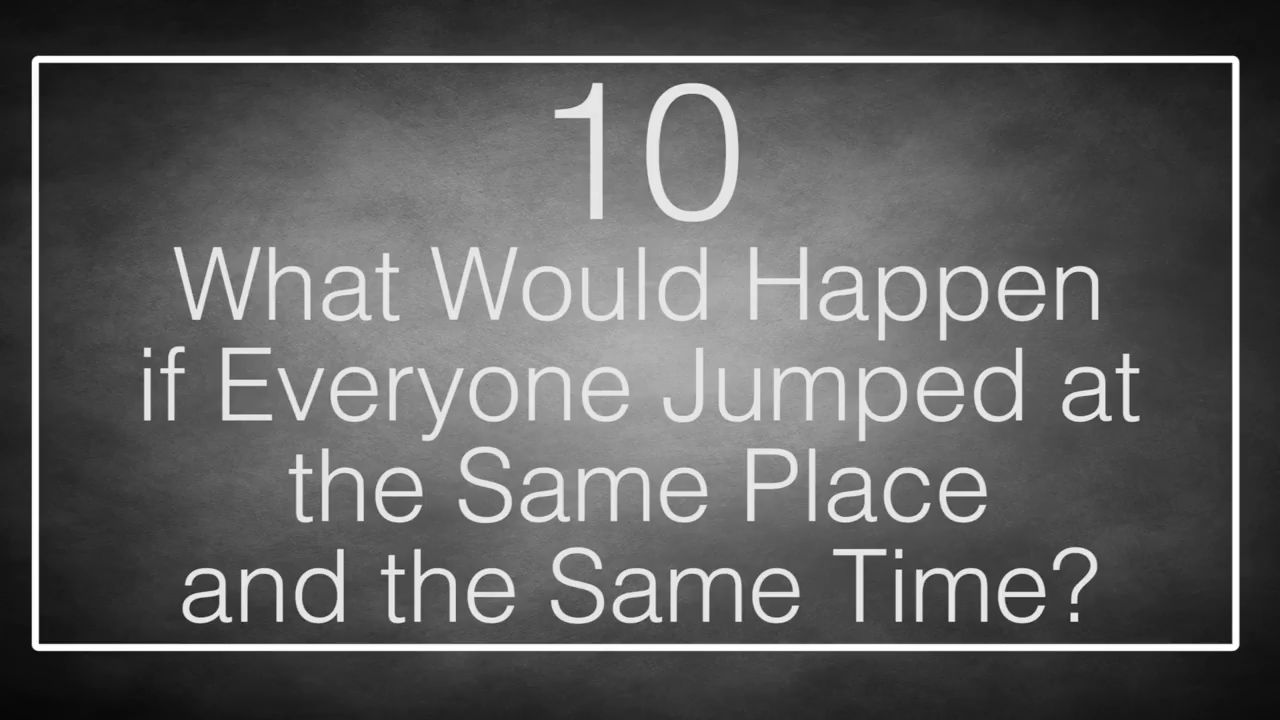 10
What Would Happen
if Everyone Jumped at
the Same Place
and the Same Time?